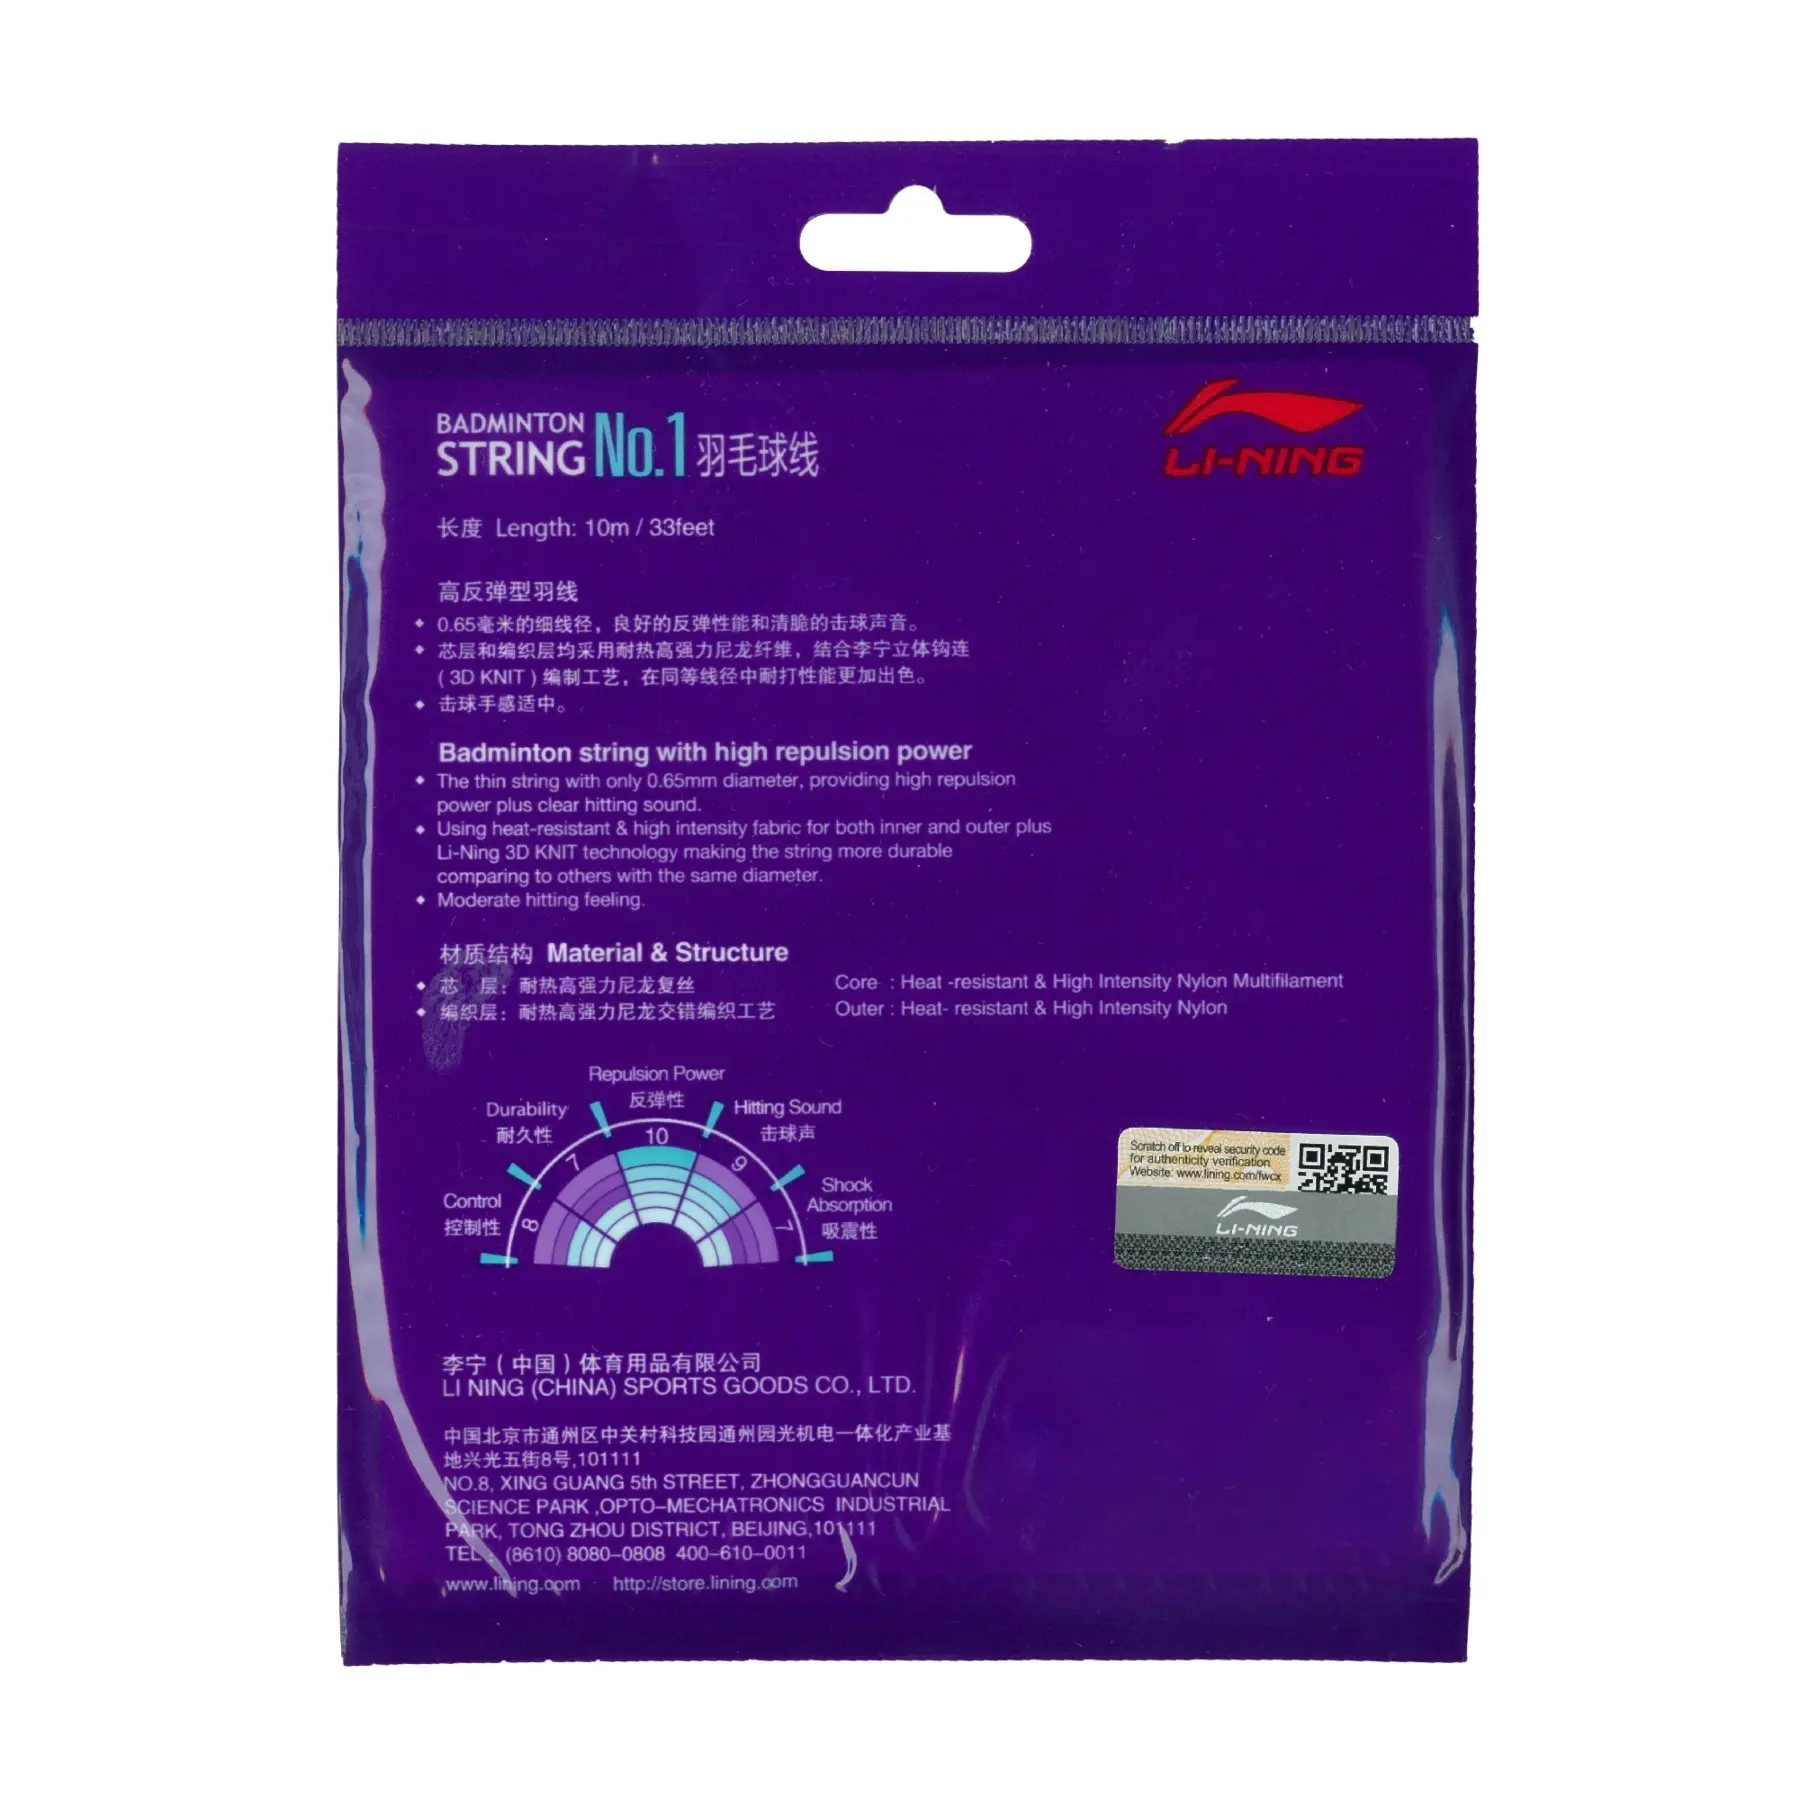 BADMINTON
STRING No.1 羽毛球线
LI-NING
长度 Length: 10m / 33feet
高反弹型羽线
0.65毫米的细线径，良好的反弹性能和清脆的击球声音。
芯层和编织层均采用耐热高强力尼龙纤维，结合李宁立体钩连
( 3D KNIT ) 编制工艺，在同等线径中耐打性能更加出色。
击球手感适中。
Badminton string with high repulsion power
The thin string with only 0.65mm diameter, providing high repulsion
power plus clear hitting sound.
Using heat-resistant & high intensity fabric for both inner and outer plus
Li-Ning 3D KNIT technology making the string more durable
comparing to others with the same diameter.
Moderate hitting feeling.
材质结构 Material & Structure
芯 层：耐热高强力尼龙复丝 Core : Heat -resistant & High Intensity Nylon Multifilament
编织层：耐热高强力尼龙交错编织工艺 Outer : Heat- resistant & High Intensity Nylon
Repulsion Power
反弹性
Durability
耐久性
Hitting Sound
击球声
Control
控制性
Shock
Absorption
吸震性
8
7
10
9
7
Scratch off to reveal security code
for authenticity verification
Website: www.lining.com/fwcx
LI-NING
李宁（中国）体育用品有限公司
LI NING (CHINA) SPORTS GOODS CO., LTD.
中国北京市通州区中关村科技园通州园光机电一体化产业基
地兴光五街8号,101111
NO.8, XING GUANG 5th STREET, ZHONGGUANCUN
SCIENCE PARK ,OPTO-MECHATRONICS INDUSTRIAL
PARK, TONG ZHOU DISTRICT, BEIJING,101111
TEL : (8610) 8080-0808 400-610-0011
www.lining.com http://store.lining.com